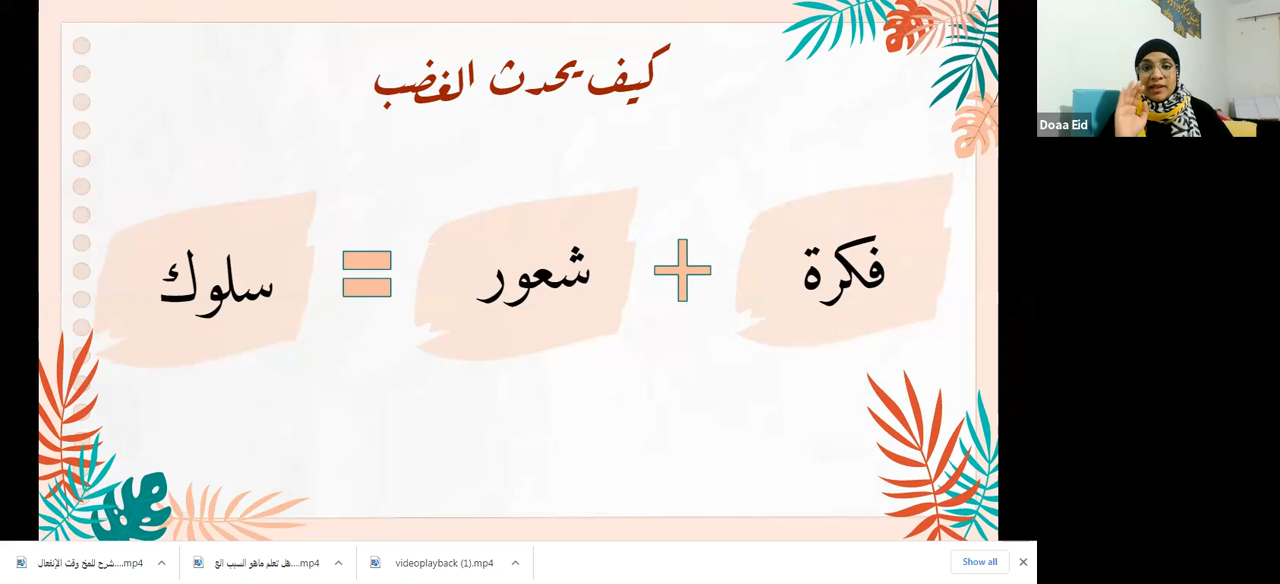 كيف يحدث الغضب
فكرة + شعور = سلوك
Doaa Eid
شرح للمخ وقت الإنفعال....mp4
هل تعلم ماهو السبب الع....mp4
videoplayback (1).mp4
Show all